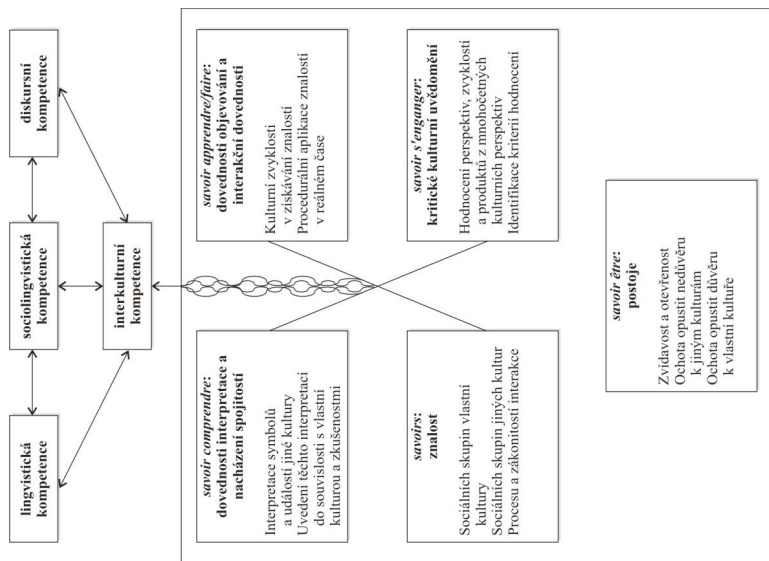 lingvistická
kompetence
sociolingvistická
kompetence
diskursní
kompetence
interkulturní
kompetence
savoir comprendre:
dovednosti interpretace a
nacházení spojitostí
Interpretace symbolů
a událostí jiné kultury
Uvedení těchto interpretací
do souvislostí s vlastní
kulturou a zkušenostmi
savoir apprendre/faire:
dovednosti objevování a
interakční dovednosti
Kulturní zvyklosti
v získávání znalostí
Procedurální aplikace znalostí
v reálném čase
savoirs:
znalost
Sociálních skupin vlastní
kultury
Sociálních skupin jiných kultur
Procesu a zákonitostí interakce
savoir s'enganger:
kritické kulturní uvědomění
Hodnocení perspektiv, zvyklostí
a produktů z mnohočetných
kulturních perspektiv
Identifikace kriterií hodnocení
savoir être:
postoje
Zvídavost a otevřenost
Ochota opustit nedůvěru
k jiným kulturám
Ochota opustit důvěru
k vlastní kultuře